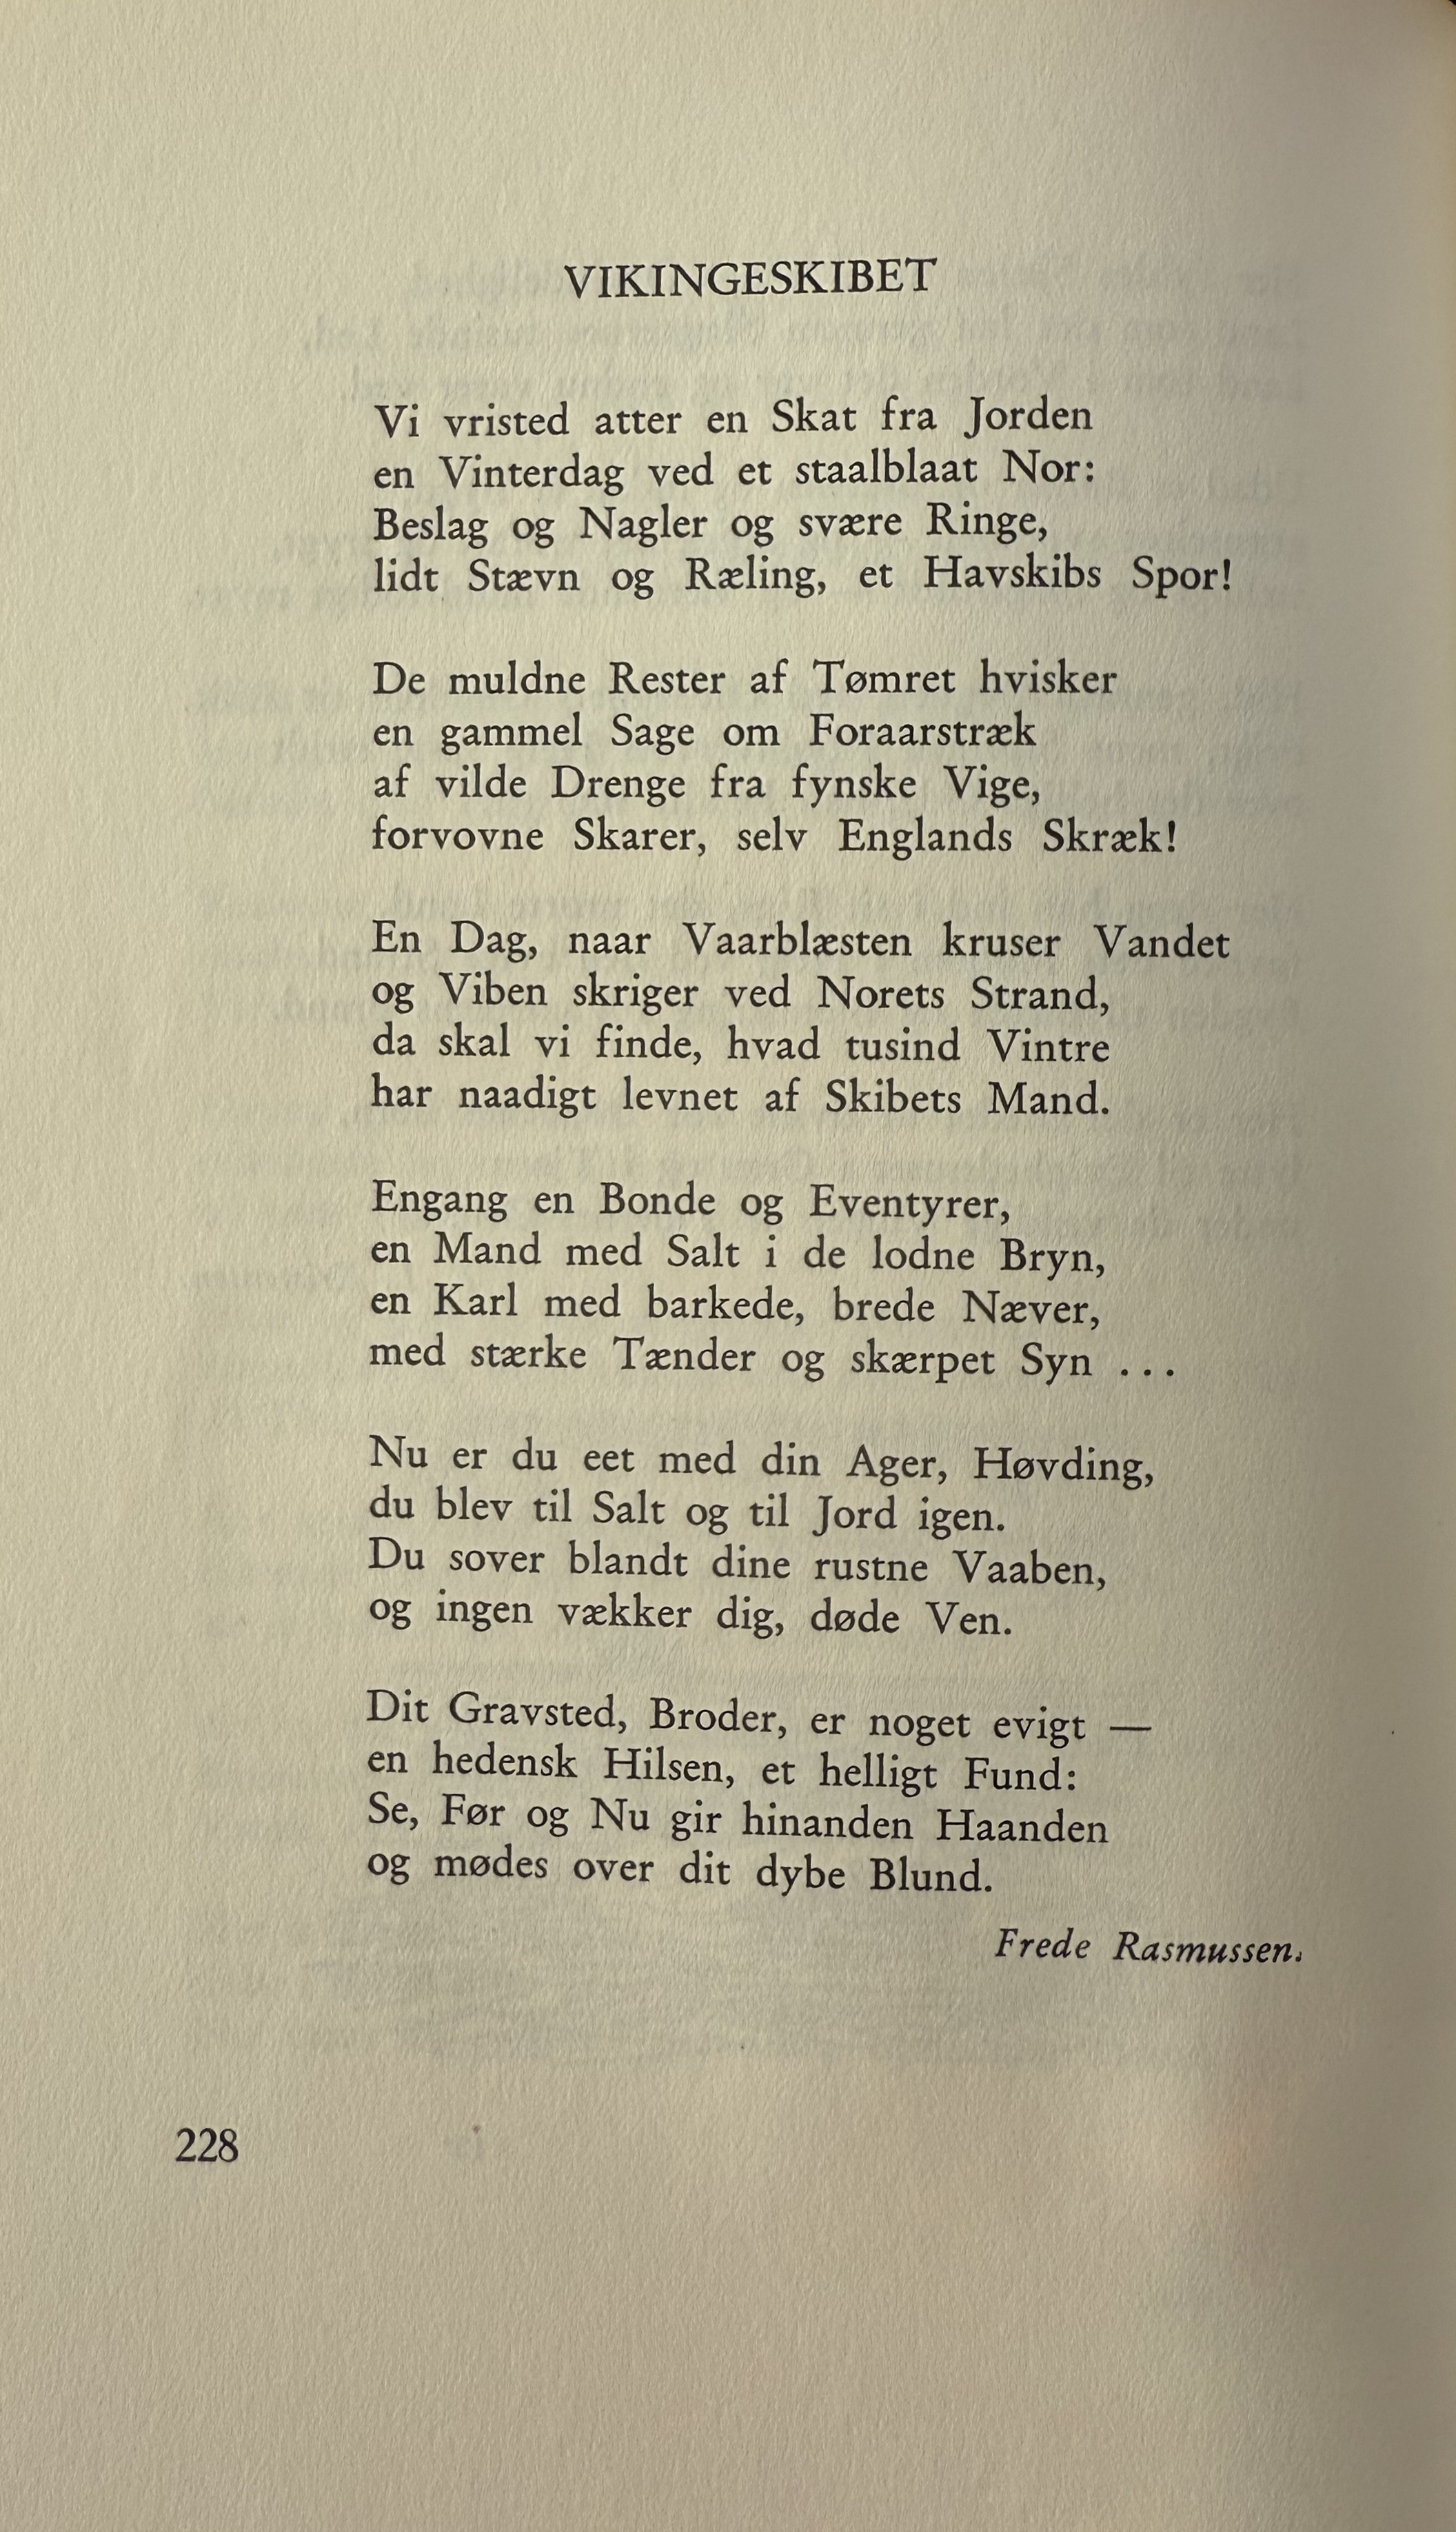 VIKINGESKIBET
Vi vristed atter en Skat fra Jorden
en Vinterdag ved et staalblaat Nor:
Beslag og Nagler og svære Ringe,
lidt Stævn og Ræling, et Havskibs Spor!
De muldne Rester af Tømret hvisker
en gammel Sage om Foraarstræk
af vilde Drenge fra fynske Vige,
forvovne Skarer, selv Englands Skræk!
En Dag, naar Vaarblæsten kruser Vandet
og Viben skriger ved Norets Strand,
da skal vi finde, hvad tusind Vintre
har naadigt levnet af Skibets Mand.
Engang en Bonde og Eventyrer,
en Mand med Salt i de lodne Bryn,
en Karl med barkede, brede Næver,
med stærke Tænder og skærpet Syn ...
Nu er du eet med din Ager, Høvding,
du blev til Salt og til Jord igen.
Du sover blandt dine rustne Vaaben,
og ingen vækker dig, døde Ven.
Dit Gravsted, Broder, er noget evigt —
en hedensk Hilsen, et helligt Fund:
Se, Før og Nu gir hinanden Haanden
og mødes over dit dybe Blund.
Frede Rasmussen.
228